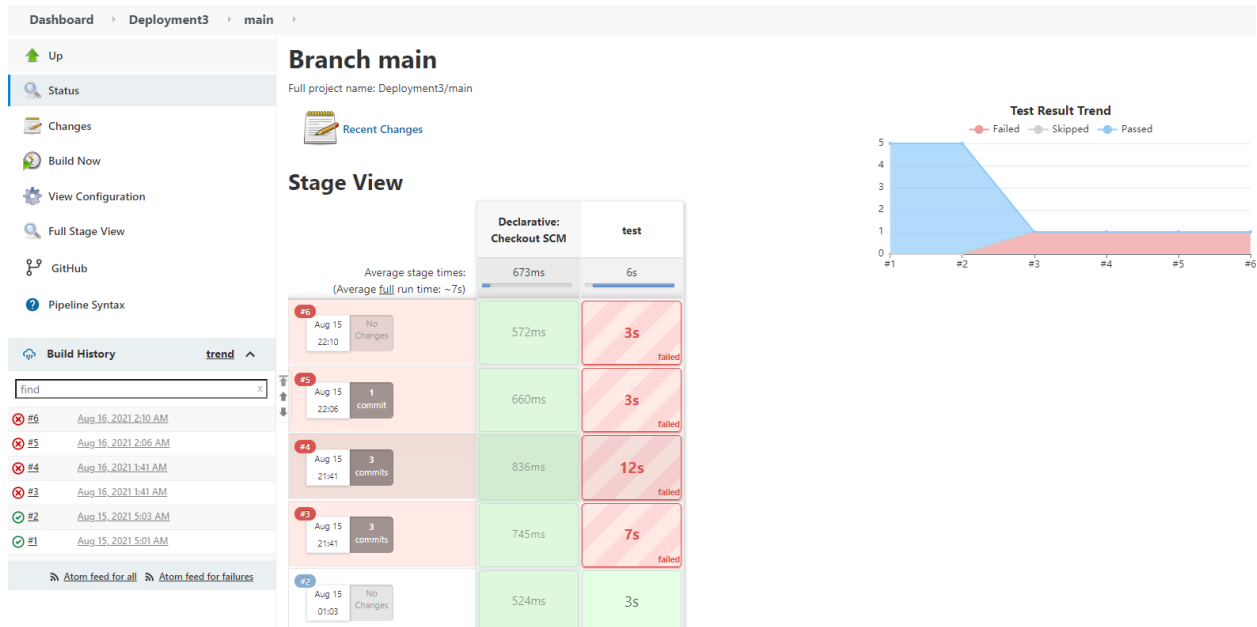 Dashboard Deployment3 main
Up
Status
Changes
Build Now
View Configuration
Full Stage View
GitHub
Pipeline Syntax
Build History trend
find x
#6 Aug 16, 2021 2:10 AM
#5 Aug 16, 2021 2:06 AM
#4 Aug 16, 2021 1:41 AM
#3 Aug 16, 2021 1:41 AM
#2 Aug 15, 2021 5:03 AM
#1 Aug 15, 2021 5:01 AM
Atom feed for all Atom feed for failures
Branch main
Full project name: Deployment3/main
Recent Changes
Stage View
Declarative:
Checkout SCM
test
Average stage times:
(Average full run time: ~7s)
673ms
6s
#6
Aug 15
22:10
No
Changes
572ms
3s
failed
#5
Aug 15
22:06
1
commit
660ms
3s
failed
#4
Aug 15
21:41
3
commits
836ms
12s
failed
#3
Aug 15
21:41
3
commits
745ms
7s
failed
#2
Aug 15
01:03
No
Changes
524ms
3s
Test Result Trend
Failed Skipped Passed
5
4
3
2
1
0
#1 #2 #3 #4 #5 #6